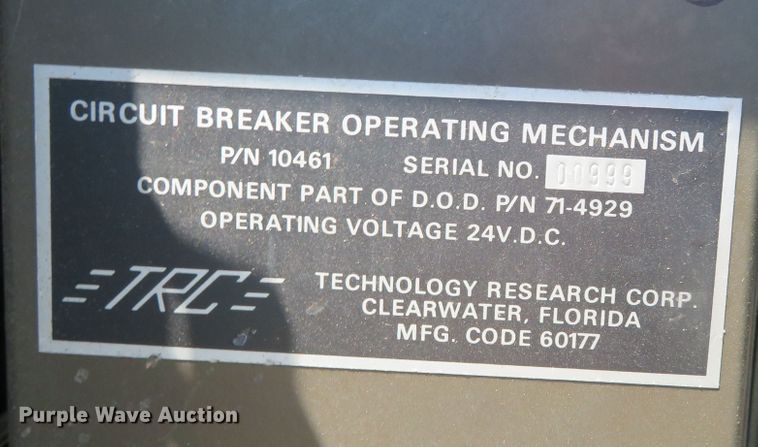 CIRCUIT BREAKER OPERATING MECHANISM
P/N 10461 SERIAL NO. 00999
COMPONENT PART OF D.O.D. P/N 71-4929
OPERATING VOLTAGE 24V.D.C.
TRC
TECHNOLOGY RESEARCH CORP.
CLEARWATER, FLORIDA
MFG. CODE 60177
Purple Wave Auction